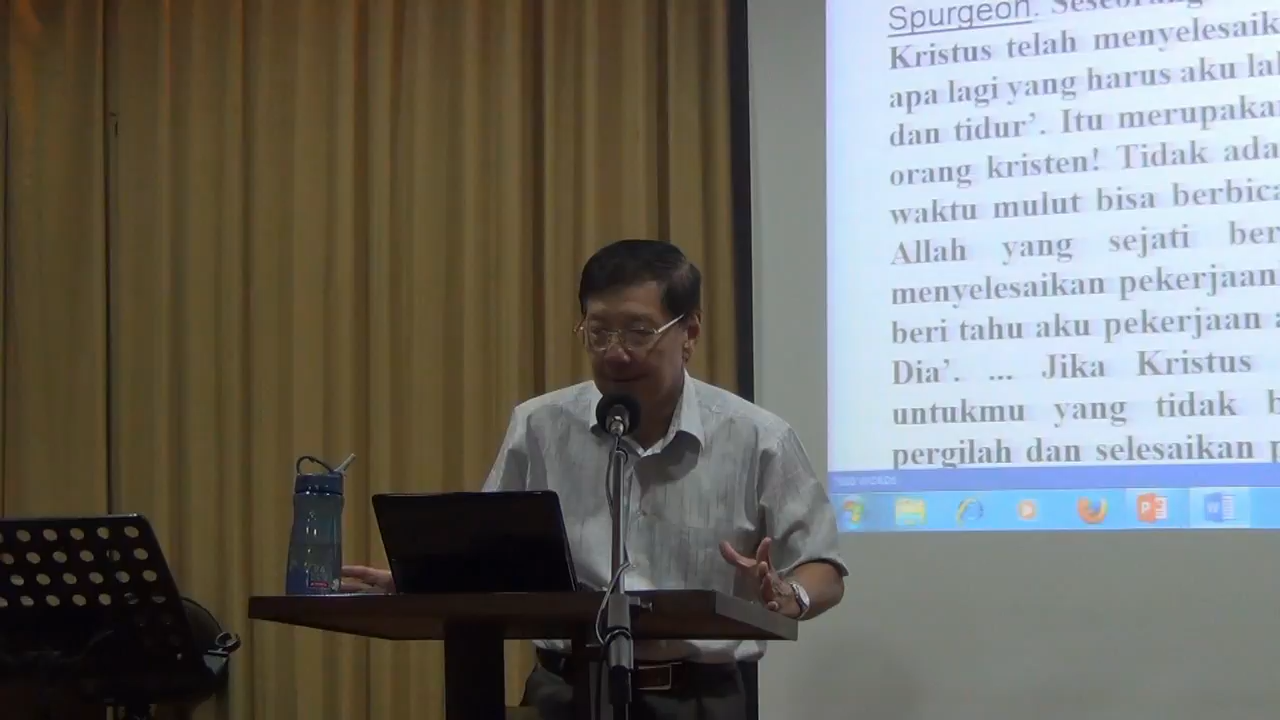 Spurgeon: Seseorang
Kristus telah menyelesaik
apa lagi yang harus aku lal
dan tidur’. Itu merupaka
orang kristen! Tidak ada
waktu mulut bisa berbica
Allah yang sejati ber
menyelesaikan pekerjaan
beri tahu aku pekerjaan a
Dia’. ... Jika Kristus
untukmu yang tidak b
pergilah dan selesaikan p